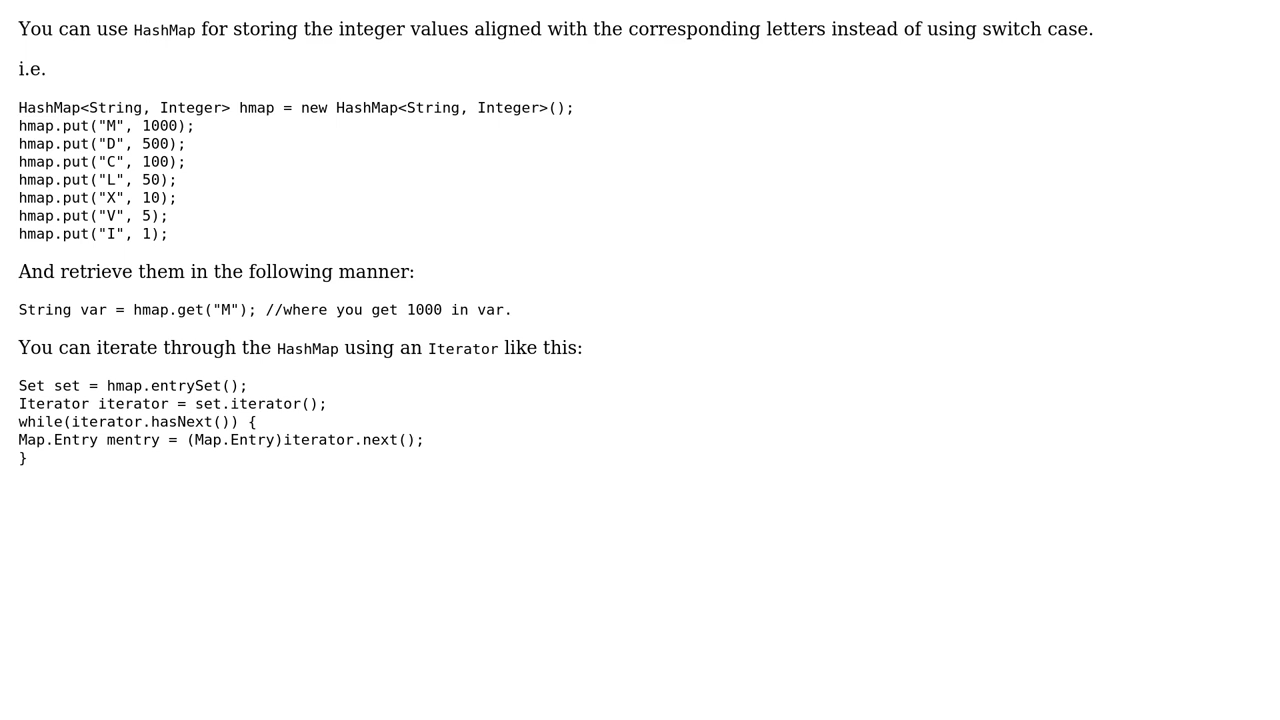 You can use HashMap for storing the integer values aligned with the corresponding letters instead of using switch case.
i.e.
HashMap<String, Integer> hmap = new HashMap<String, Integer>();
hmap.put("M", 1000);
hmap.put("D", 500);
hmap.put("C", 100);
hmap.put("L", 50);
hmap.put("X", 10);
hmap.put("V", 5);
hmap.put("I", 1);
And retrieve them in the following manner:
String var = hmap.get("M"); //where you get 1000 in var.
You can iterate through the HashMap using an Iterator like this:
Set set = hmap.entrySet();
Iterator iterator = set.iterator();
while(iterator.hasNext()) {
Map.Entry mentry = (Map.Entry)iterator.next();
}